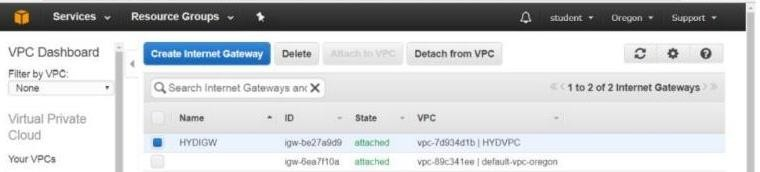 Services Resource Groups student Oregon Support
VPC Dashboard
Filter by VPC:
None
Virtual Private
Cloud
Your VPCs
Create Internet Gateway Delete Attach to VPC Detach from VPC
Search Internet Gateways and X
1 to 2 of 2 Internet Gateways
Name ID State VPC
HYDIGW igw-be27a9d9 attached vpc-7d934d1b | HYDVPC
igw-6ea7f10a attached vpc-89c341ee | default-vpc-oregon